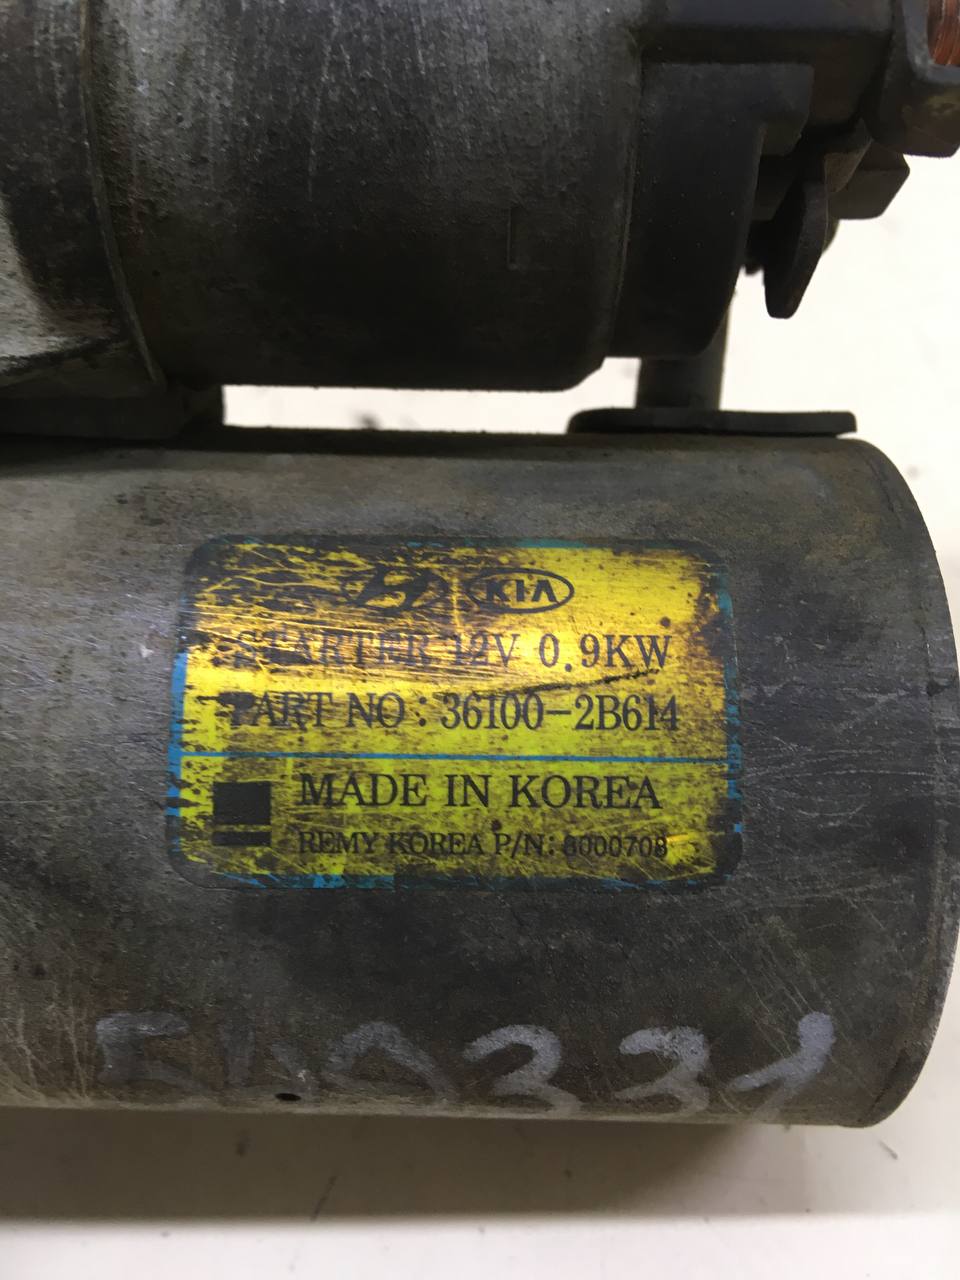 KIA
STARTER 12V 0.9KW
PART NO : 36100-2B614
MADE IN KOREA
REMY KOREA P/N: 8000708